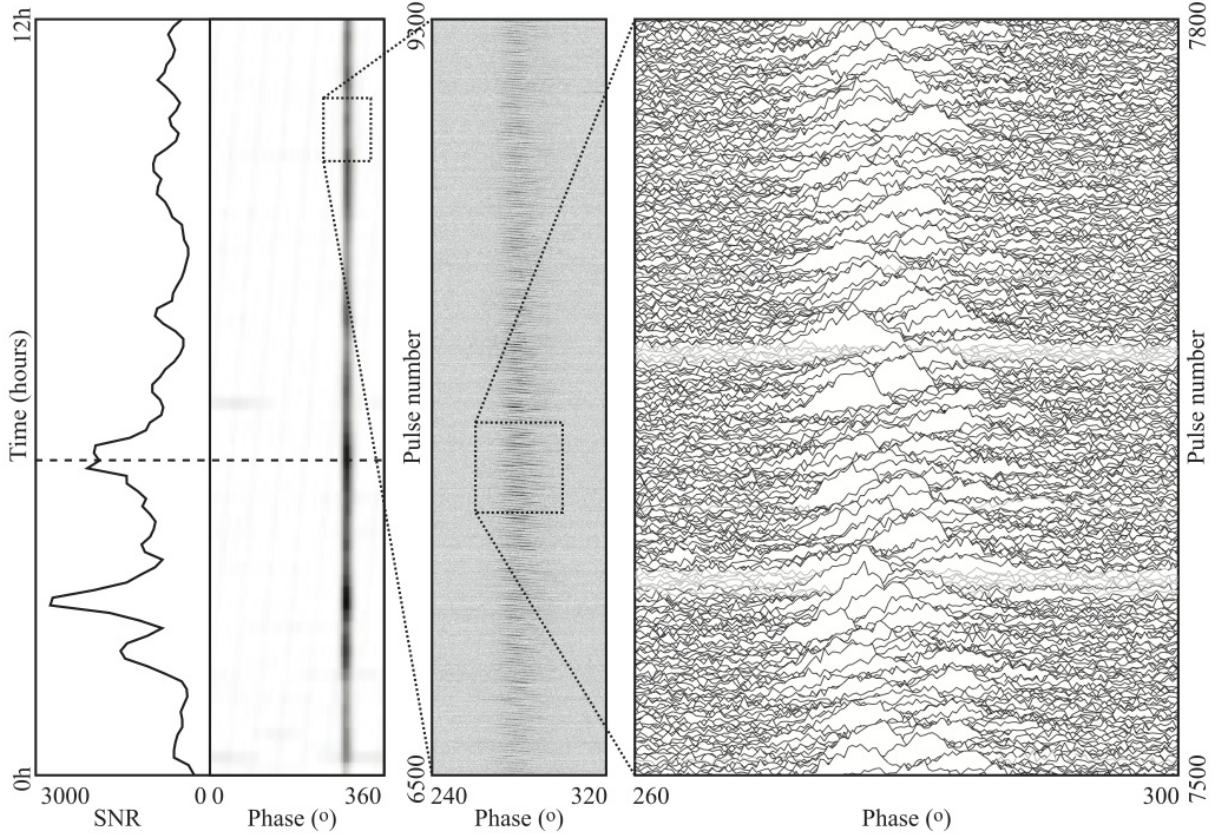 12h
Time (hours)
0h
3000
0
SNR
0
360
Phase (o)
9300
Pulse number
6500
240
320
Phase (o)
7800
Pulse number
7500
260
300
Phase (o)